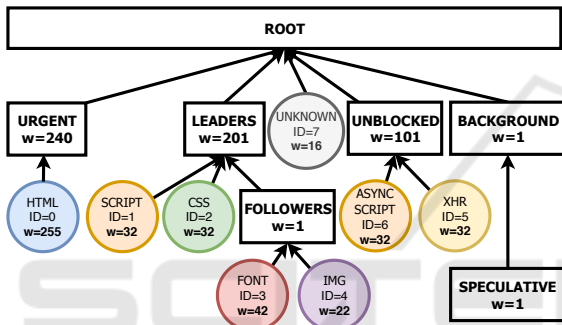 ROOT
URGENT
w=240
LEADERS
w=201
UNKNOWN
ID=7
w=16
UNBLOCKED
w=101
BACKGROUND
w=1
HTML
ID=0
w=255
SCRIPT
ID=1
w=32
CSS
ID=2
w=32
FOLLOWERS
w=1
ASYNC
SCRIPT
ID=6
w=32
XHR
ID=5
w=32
FONT
ID=3
w=42
IMG
ID=4
w=22
SPECULATIVE
w=1